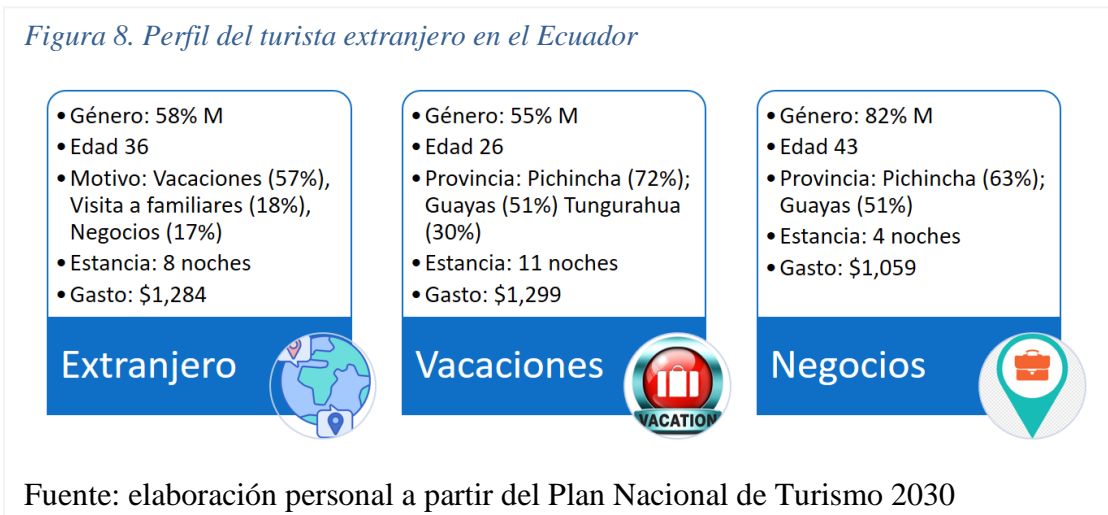 Figura 8. Perfil del turista extranjero en el Ecuador
• Género: 58% M
• Edad 36
• Motivo: Vacaciones (57%),
Visita a familiares (18%),
Negocios (17%)
• Estancia: 8 noches
• Gasto: $1,284
Extranjero
• Género: 55% M
• Edad 26
• Provincia: Pichincha (72%);
Guayas (51%) Tungurahua
(30%)
• Estancia: 11 noches
• Gasto: $1,299
Vacaciones
VACATION
• Género: 82% M
• Edad 43
• Provincia: Pichincha (63%);
Guayas (51%)
• Estancia: 4 noches
• Gasto: $1,059
Negocios
Fuente: elaboración personal a partir del Plan Nacional de Turismo 2030